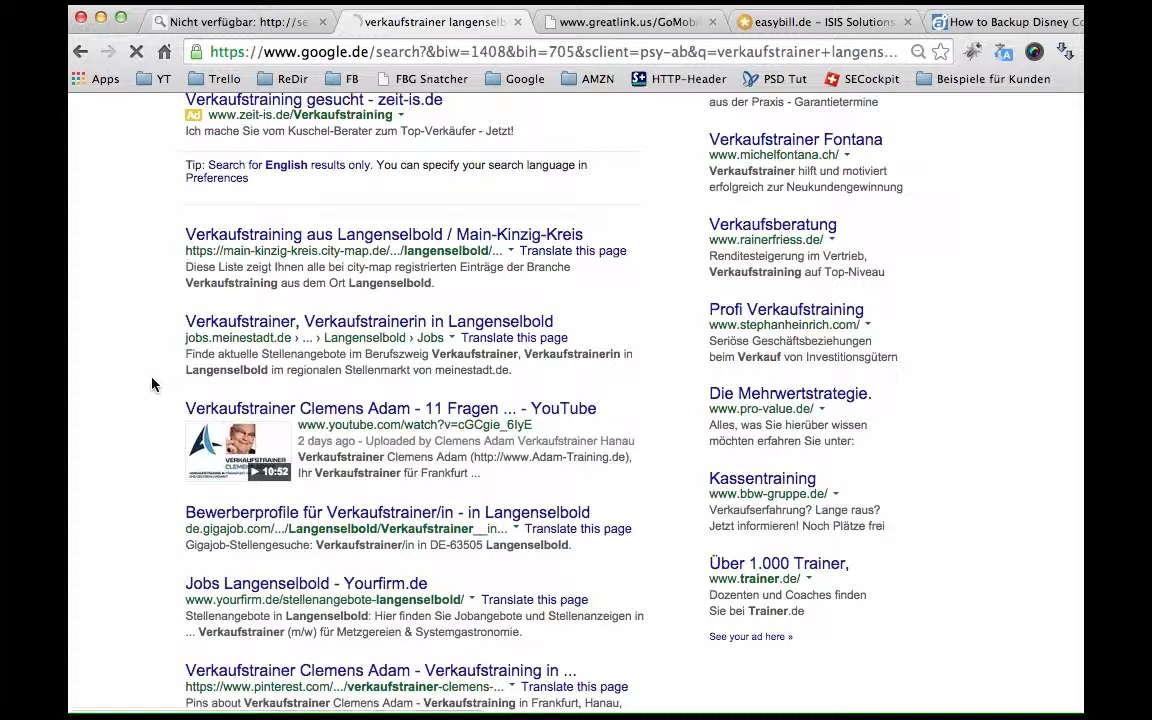 Nicht verfügbar: http://se
verkaufstrainer langenselb
www.greatlink.us/GoMobi
easybill.de - ISIS Solutions
How to Backup Disney Co
https://www.google.de/search?&biw=1408&bih=705&sclient=psy-ab&q=verkaufstrainer+langens...
Apps YT Trello ReDir FB FBG Snatcher Google AMZN HTTP-Header PSD Tut SECockpit Beispiele für Kunden
Verkaufstraining gesucht - zeit-is.de
Ad www.zeit-is.de/Verkaufstraining
Ich mache Sie vom Kuschel-Berater zum Top-Verkäufer - Jetzt!
Tip: Search for English results only. You can specify your search language in
Preferences
Verkaufstraining aus Langenselbold / Main-Kinzig-Kreis
https://main-kinzig-kreis.city-map.de/.../langenselbold/... Translate this page
Diese Liste zeigt Ihnen alle bei city-map registrierten Einträge der Branche
Verkaufstraining aus dem Ort Langenselbold.
Verkaufstrainer, Verkaufstrainerin in Langenselbold
jobs.meinestadt.de › ... › Langenselbold › Jobs Translate this page
Finde aktuelle Stellenangebote im Berufszweig Verkaufstrainer, Verkaufstrainerin in
Langenselbold im regionalen Stellenmarkt von meinestadt.de.
Verkaufstrainer Clemens Adam - 11 Fragen ... - YouTube
www.youtube.com/watch?v=cGCgie_6IyE
2 days ago - Uploaded by Clemens Adam Verkaufstrainer Hanau
Verkaufstrainer Clemens Adam (http://www.Adam-Training.de),
Ihr Verkaufstrainer für Frankfurt ...
VERKAUFSTRAINER
10:52
Bewerberprofile für Verkaufstrainer/in - in Langenselbold
de.gigajob.com/.../Langenselbold/Verkaufstrainer__in... Translate this page
Gigajob-Stellengesuche: Verkaufstrainer/in in DE-63505 Langenselbold.
Jobs Langenselbold - Yourfirm.de
www.yourfirm.de/stellenangebote-langenselbold/ Translate this page
Stellenangebote in Langenselbold: Hier finden Sie Jobangebote und Stellenanzeigen in
... Verkaufstrainer (m/w) für Metzgereien & Systemgastronomie.
Verkaufstrainer Clemens Adam - Verkaufstraining in ...
https://www.pinterest.com/.../verkaufstrainer-clemens-... Translate this page
Pins about Verkaufstrainer Clemens Adam - Verkaufstraining in Frankfurt, Hanau,
aus der Praxis - Garantietermine
Verkaufstrainer Fontana
www.michelfontana.ch/
Verkaufstrainer hilft und motiviert
erfolgreich zur Neukundengewinnung
Verkaufsberatung
www.rainerfriess.de/
Renditesteigerung im Vertrieb,
Verkaufstraining auf Top-Niveau
Profi Verkaufstraining
www.stephanheinrich.com/
Seriöse Geschäftsbeziehungen
beim Verkauf von Investitionsgütern
Die Mehrwertstrategie.
www.pro-value.de/
Alles, was Sie hierüber wissen
möchten erfahren Sie unter:
Kassentraining
www.bbw-gruppe.de/
Verkaufserfahrung? Lange raus?
Jetzt informieren! Noch Plätze frei
Über 1.000 Trainer,
www.trainer.de/
Dozenten und Coaches finden
Sie bei Trainer.de
See your ad here »